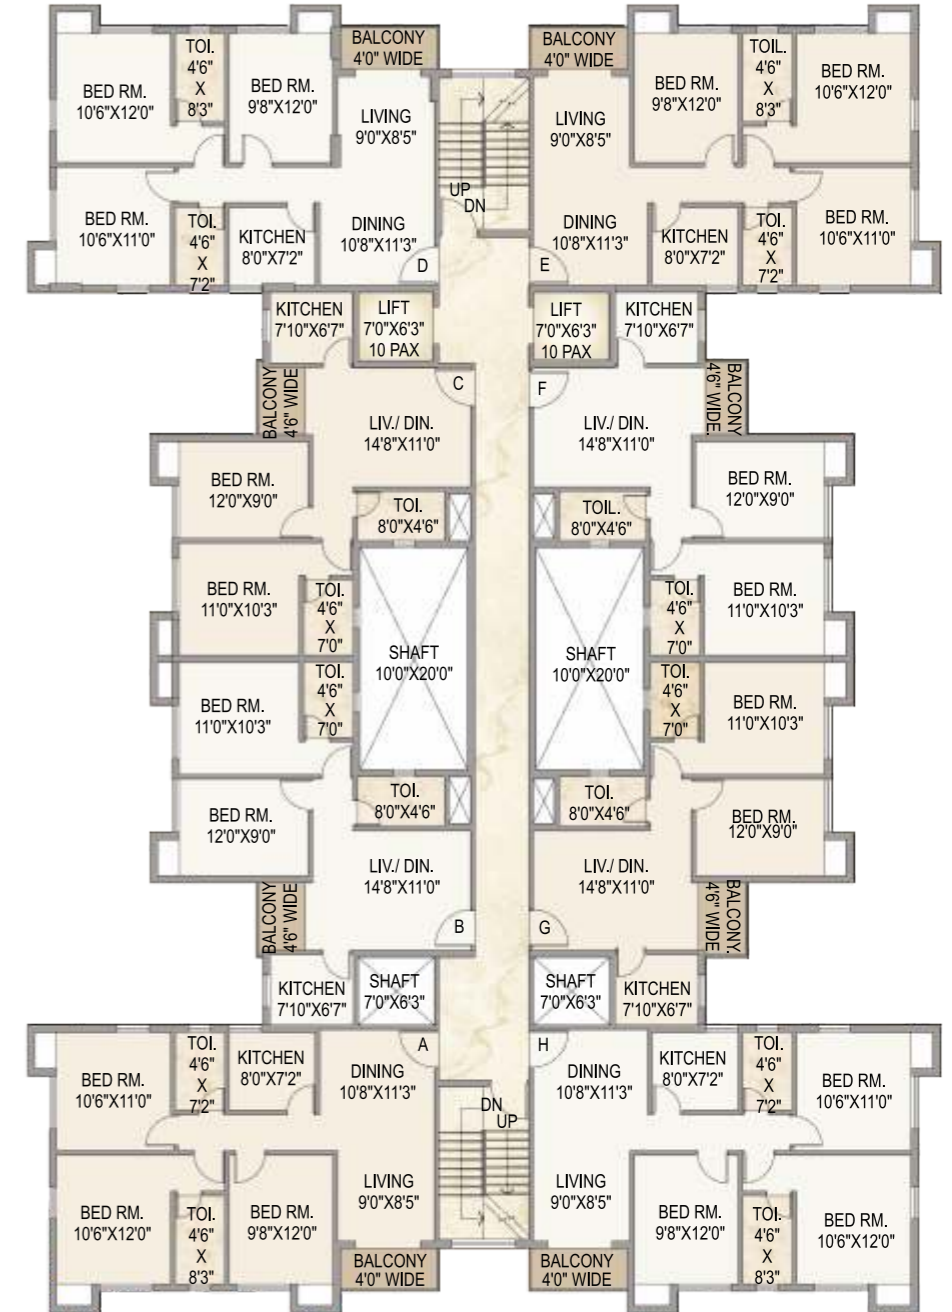 BALCONY
4'0" WIDE
BALCONY
4'0" WIDE
BED RM.
10'6"X12'0"
TOI.
4'6"
X
8'3"
BED RM.
9'8"X12'0"
LIVING
9'0"X8'5"
LIVING
9'0"X8'5"
BED RM.
9'8"X12'0"
TOIL.
4'6"
X
8'3"
BED RM.
10'6"X12'0"
UP
DN
BED RM.
10'6"X11'0"
TOI.
4'6"
X
7'2"
KITCHEN
8'0"X7'2"
DINING
10'8"X11'3"
D
E
DINING
10'8"X11'3"
KITCHEN
8'0"X7'2"
TOI.
4'6"
X
7'2"
BED RM.
10'6"X11'0"
KITCHEN
7'10"X6'7"
LIFT
7'0"X6'3"
10 PAX
LIFT
7'0"X6'3"
10 PAX
KITCHEN
7'10"X6'7"
BALCONY
4'6" WIDE
C
F
BALCONY
4'6" WIDE.
LIV./ DIN.
14'8"X11'0"
LIV./ DIN.
14'8"X11'0"
BED RM.
12'0"X9'0"
TOI.
8'0"X4'6"
TOIL.
8'0"X4'6"
BED RM.
12'0"X9'0"
BED RM.
11'0"X10'3"
TOI.
4'6"
X
7'0"
TOI.
4'6"
X
7'0"
BED RM.
11'0"X10'3"
SHAFT
10'0"X20'0"
SHAFT
10'0"X20'0"
BED RM.
11'0"X10'3"
TOI.
4'6"
X
7'0"
TOI.
4'6"
X
7'0"
BED RM.
11'0"X10'3"
BED RM.
12'0"X9'0"
TOI.
8'0"X4'6"
TOI.
8'0"X4'6"
BED RM.
12'0"X9'0"
LIV./ DIN.
14'8"X11'0"
LIV./ DIN.
14'8"X11'0"
BALCONY
4'6" WIDE
B
G
BALCONY.
4'6" WIDE
KITCHEN
7'10"X6'7"
SHAFT
7'0"X6'3"
SHAFT
7'0"X6'3"
KITCHEN
7'10"X6'7"
BED RM.
10'6"X11'0"
TOI.
4'6"
X
7'2"
KITCHEN
8'0"X7'2"
DINING
10'8"X11'3"
A
H
DINING
10'8"X11'3"
KITCHEN
8'0"X7'2"
TOI.
4'6"
X
7'2"
BED RM.
10'6"X11'0"
DN
UP
BED RM.
10'6"X12'0"
TOI.
4'6"
X
8'3"
BED RM.
9'8"X12'0"
LIVING
9'0"X8'5"
LIVING
9'0"X8'5"
BED RM.
9'8"X12'0"
TOI.
4'6"
X
8'3"
BED RM.
10'6"X12'0"
BALCONY
4'0" WIDE
BALCONY
4'0" WIDE